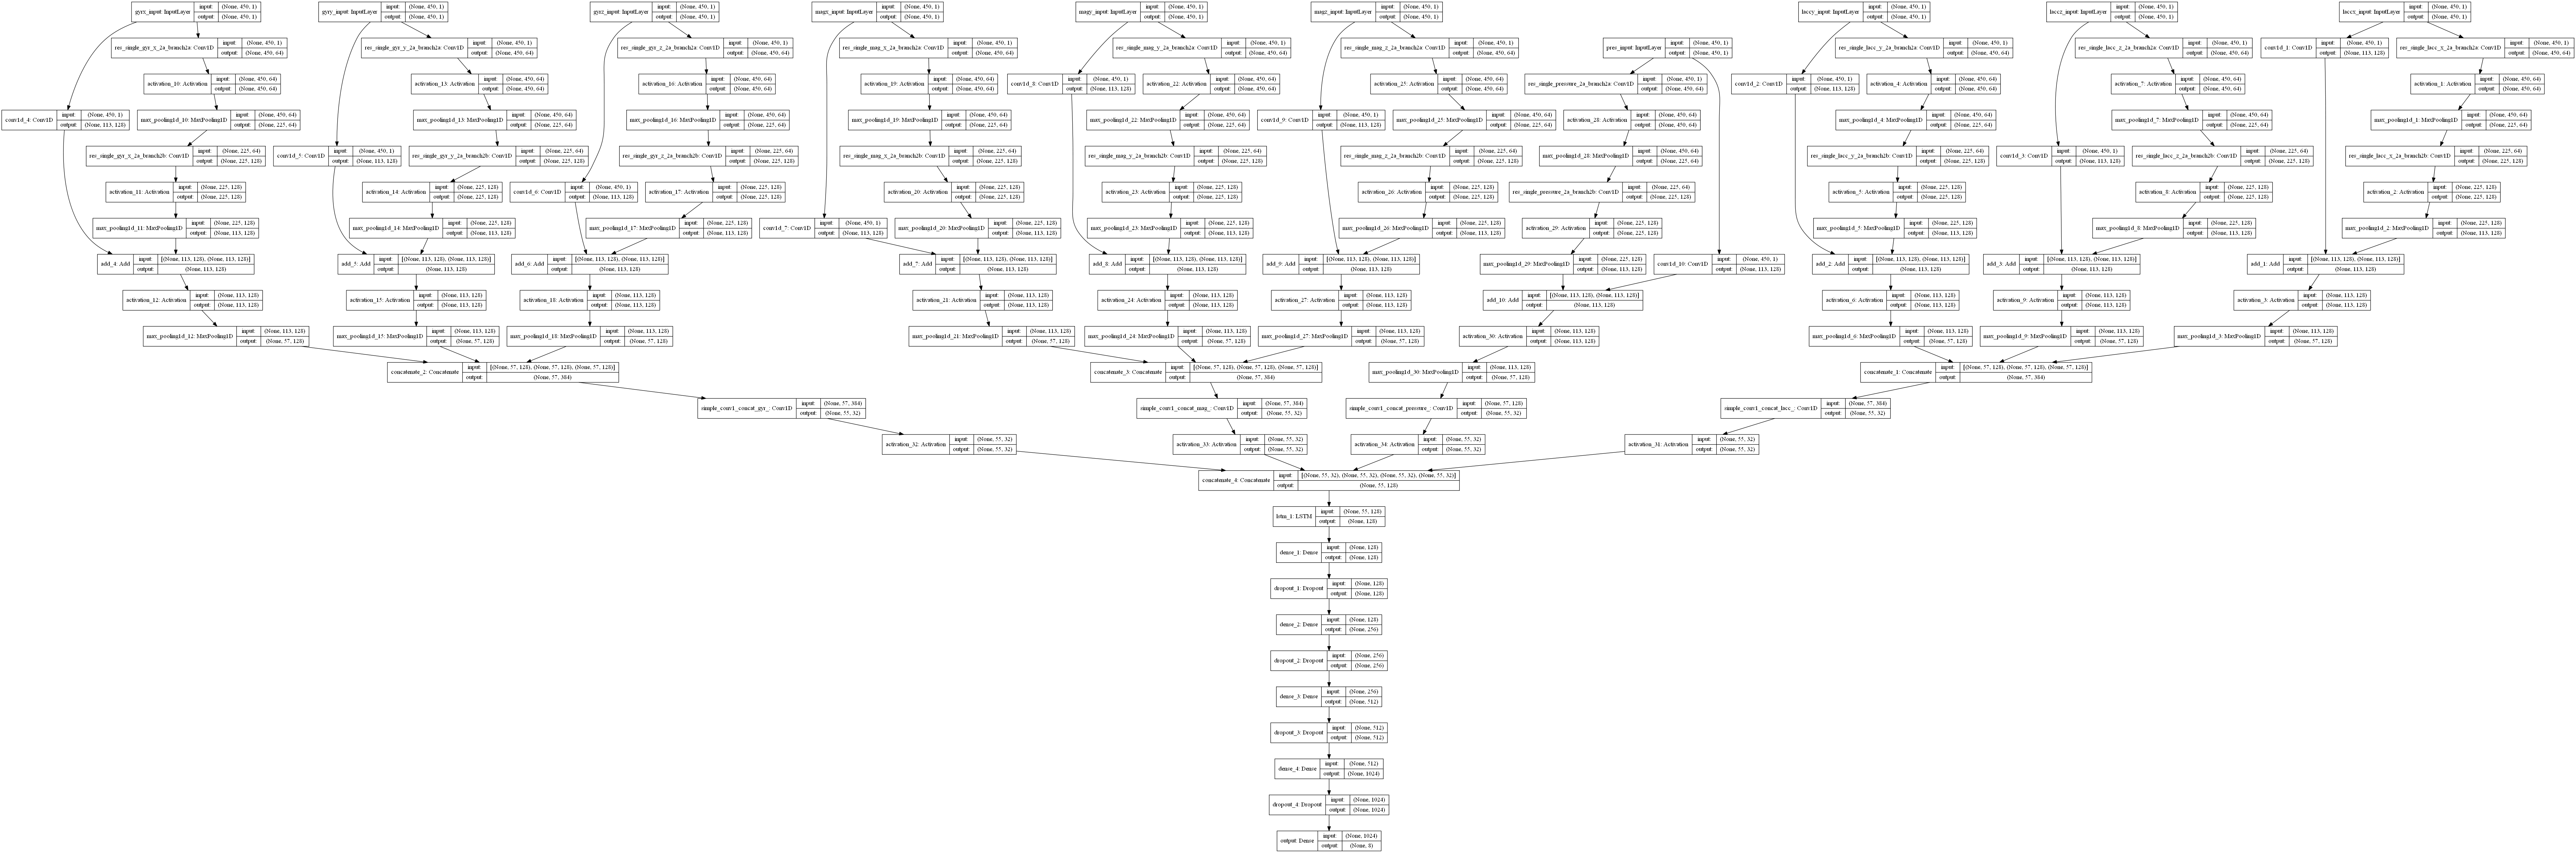 gyrx_input: InputLayer input: (None, 450, 1)
output: (None, 450, 1)
gyry_input: InputLayer input: (None, 450, 1)
output: (None, 450, 1)
gyrz_input: InputLayer input: (None, 450, 1)
output: (None, 450, 1)
magx_input: InputLayer input: (None, 450, 1)
output: (None, 450, 1)
magy_input: InputLayer input: (None, 450, 1)
output: (None, 450, 1)
magz_input: InputLayer input: (None, 450, 1)
output: (None, 450, 1)
laccy_input: InputLayer input: (None, 450, 1)
output: (None, 450, 1)
laccz_input: InputLayer input: (None, 450, 1)
output: (None, 450, 1)
laccx_input: InputLayer input: (None, 450, 1)
output: (None, 450, 1)
res_single_gyr_x_2a_branch2a: Conv1D input: (None, 450, 1)
output: (None, 450, 64)
res_single_gyr_y_2a_branch2a: Conv1D input: (None, 450, 1)
output: (None, 450, 64)
res_single_gyr_z_2a_branch2a: Conv1D input: (None, 450, 1)
output: (None, 450, 64)
res_single_mag_x_2a_branch2a: Conv1D input: (None, 450, 1)
output: (None, 450, 64)
res_single_mag_y_2a_branch2a: Conv1D input: (None, 450, 1)
output: (None, 450, 64)
res_single_mag_z_2a_branch2a: Conv1D input: (None, 450, 1)
output: (None, 450, 64)
pres_input: InputLayer input: (None, 450, 1)
output: (None, 450, 1)
res_single_lacc_y_2a_branch2a: Conv1D input: (None, 450, 1)
output: (None, 450, 64)
res_single_lacc_z_2a_branch2a: Conv1D input: (None, 450, 1)
output: (None, 450, 64)
conv1d_1: Conv1D input: (None, 450, 1)
output: (None, 113, 128)
res_single_lacc_x_2a_branch2a: Conv1D input: (None, 450, 1)
output: (None, 450, 64)
activation_10: Activation input: (None, 450, 64)
output: (None, 450, 64)
activation_13: Activation input: (None, 450, 64)
output: (None, 450, 64)
activation_16: Activation input: (None, 450, 64)
output: (None, 450, 64)
activation_19: Activation input: (None, 450, 64)
output: (None, 450, 64)
conv1d_8: Conv1D input: (None, 450, 1)
output: (None, 113, 128)
activation_22: Activation input: (None, 450, 64)
output: (None, 450, 64)
activation_25: Activation input: (None, 450, 64)
output: (None, 450, 64)
res_single_pressure_2a_branch2a: Conv1D input: (None, 450, 1)
output: (None, 450, 64)
conv1d_2: Conv1D input: (None, 450, 1)
output: (None, 113, 128)
activation_4: Activation input: (None, 450, 64)
output: (None, 450, 64)
activation_7: Activation input: (None, 450, 64)
output: (None, 450, 64)
activation_1: Activation input: (None, 450, 64)
output: (None, 450, 64)
conv1d_4: Conv1D input: (None, 450, 1)
output: (None, 113, 128)
max_pooling1d_10: MaxPooling1D input: (None, 450, 64)
output: (None, 225, 64)
max_pooling1d_13: MaxPooling1D input: (None, 450, 64)
output: (None, 225, 64)
max_pooling1d_16: MaxPooling1D input: (None, 450, 64)
output: (None, 225, 64)
max_pooling1d_19: MaxPooling1D input: (None, 450, 64)
output: (None, 225, 64)
max_pooling1d_22: MaxPooling1D input: (None, 450, 64)
output: (None, 225, 64)
conv1d_9: Conv1D input: (None, 450, 1)
output: (None, 113, 128)
max_pooling1d_25: MaxPooling1D input: (None, 450, 64)
output: (None, 225, 64)
activation_28: Activation input: (None, 450, 64)
output: (None, 450, 64)
max_pooling1d_4: MaxPooling1D input: (None, 450, 64)
output: (None, 225, 64)
max_pooling1d_7: MaxPooling1D input: (None, 450, 64)
output: (None, 225, 64)
max_pooling1d_1: MaxPooling1D input: (None, 450, 64)
output: (None, 225, 64)
res_single_gyr_x_2a_branch2b: Conv1D input: (None, 225, 64)
output: (None, 225, 128)
conv1d_5: Conv1D input: (None, 450, 1)
output: (None, 113, 128)
res_single_gyr_y_2a_branch2b: Conv1D input: (None, 225, 64)
output: (None, 225, 128)
res_single_gyr_z_2a_branch2b: Conv1D input: (None, 225, 64)
output: (None, 225, 128)
res_single_mag_x_2a_branch2b: Conv1D input: (None, 225, 64)
output: (None, 225, 128)
res_single_mag_y_2a_branch2b: Conv1D input: (None, 225, 64)
output: (None, 225, 128)
res_single_mag_z_2a_branch2b: Conv1D input: (None, 225, 64)
output: (None, 225, 128)
max_pooling1d_28: MaxPooling1D input: (None, 450, 64)
output: (None, 225, 64)
res_single_lacc_y_2a_branch2b: Conv1D input: (None, 225, 64)
output: (None, 225, 128)
conv1d_3: Conv1D input: (None, 450, 1)
output: (None, 113, 128)
res_single_lacc_z_2a_branch2b: Conv1D input: (None, 225, 64)
output: (None, 225, 128)
res_single_lacc_x_2a_branch2b: Conv1D input: (None, 225, 64)
output: (None, 225, 128)
activation_11: Activation input: (None, 225, 128)
output: (None, 225, 128)
activation_14: Activation input: (None, 225, 128)
output: (None, 225, 128)
conv1d_6: Conv1D input: (None, 450, 1)
output: (None, 113, 128)
activation_17: Activation input: (None, 225, 128)
output: (None, 225, 128)
activation_20: Activation input: (None, 225, 128)
output: (None, 225, 128)
activation_23: Activation input: (None, 225, 128)
output: (None, 225, 128)
activation_26: Activation input: (None, 225, 128)
output: (None, 225, 128)
res_single_pressure_2a_branch2b: Conv1D input: (None, 225, 64)
output: (None, 225, 128)
activation_5: Activation input: (None, 225, 128)
output: (None, 225, 128)
activation_8: Activation input: (None, 225, 128)
output: (None, 225, 128)
activation_2: Activation input: (None, 225, 128)
output: (None, 225, 128)
max_pooling1d_11: MaxPooling1D input: (None, 225, 128)
output: (None, 113, 128)
max_pooling1d_14: MaxPooling1D input: (None, 225, 128)
output: (None, 113, 128)
max_pooling1d_17: MaxPooling1D input: (None, 225, 128)
output: (None, 113, 128)
conv1d_7: Conv1D input: (None, 450, 1)
output: (None, 113, 128)
max_pooling1d_20: MaxPooling1D input: (None, 225, 128)
output: (None, 113, 128)
max_pooling1d_23: MaxPooling1D input: (None, 225, 128)
output: (None, 113, 128)
max_pooling1d_26: MaxPooling1D input: (None, 225, 128)
output: (None, 113, 128)
activation_29: Activation input: (None, 225, 128)
output: (None, 225, 128)
max_pooling1d_5: MaxPooling1D input: (None, 225, 128)
output: (None, 113, 128)
max_pooling1d_8: MaxPooling1D input: (None, 225, 128)
output: (None, 113, 128)
max_pooling1d_2: MaxPooling1D input: (None, 225, 128)
output: (None, 113, 128)
add_4: Add input: [(None, 113, 128), (None, 113, 128)]
output: (None, 113, 128)
add_5: Add input: [(None, 113, 128), (None, 113, 128)]
output: (None, 113, 128)
add_6: Add input: [(None, 113, 128), (None, 113, 128)]
output: (None, 113, 128)
add_7: Add input: [(None, 113, 128), (None, 113, 128)]
output: (None, 113, 128)
add_8: Add input: [(None, 113, 128), (None, 113, 128)]
output: (None, 113, 128)
add_9: Add input: [(None, 113, 128), (None, 113, 128)]
output: (None, 113, 128)
max_pooling1d_29: MaxPooling1D input: (None, 225, 128)
output: (None, 113, 128)
conv1d_10: Conv1D input: (None, 450, 1)
output: (None, 113, 128)
add_2: Add input: [(None, 113, 128), (None, 113, 128)]
output: (None, 113, 128)
add_3: Add input: [(None, 113, 128), (None, 113, 128)]
output: (None, 113, 128)
add_1: Add input: [(None, 113, 128), (None, 113, 128)]
output: (None, 113, 128)
activation_12: Activation input: (None, 113, 128)
output: (None, 113, 128)
activation_15: Activation input: (None, 113, 128)
output: (None, 113, 128)
activation_18: Activation input: (None, 113, 128)
output: (None, 113, 128)
activation_21: Activation input: (None, 113, 128)
output: (None, 113, 128)
activation_24: Activation input: (None, 113, 128)
output: (None, 113, 128)
activation_27: Activation input: (None, 113, 128)
output: (None, 113, 128)
add_10: Add input: [(None, 113, 128), (None, 113, 128)]
output: (None, 113, 128)
activation_6: Activation input: (None, 113, 128)
output: (None, 113, 128)
activation_9: Activation input: (None, 113, 128)
output: (None, 113, 128)
activation_3: Activation input: (None, 113, 128)
output: (None, 113, 128)
max_pooling1d_12: MaxPooling1D input: (None, 113, 128)
output: (None, 57, 128)
max_pooling1d_15: MaxPooling1D input: (None, 113, 128)
output: (None, 57, 128)
max_pooling1d_18: MaxPooling1D input: (None, 113, 128)
output: (None, 57, 128)
max_pooling1d_21: MaxPooling1D input: (None, 113, 128)
output: (None, 57, 128)
max_pooling1d_24: MaxPooling1D input: (None, 113, 128)
output: (None, 57, 128)
max_pooling1d_27: MaxPooling1D input: (None, 113, 128)
output: (None, 57, 128)
activation_30: Activation input: (None, 113, 128)
output: (None, 113, 128)
max_pooling1d_6: MaxPooling1D input: (None, 113, 128)
output: (None, 57, 128)
max_pooling1d_9: MaxPooling1D input: (None, 113, 128)
output: (None, 57, 128)
max_pooling1d_3: MaxPooling1D input: (None, 113, 128)
output: (None, 57, 128)
concatenate_2: Concatenate input: [(None, 57, 128), (None, 57, 128), (None, 57, 128)]
output: (None, 57, 384)
concatenate_3: Concatenate input: [(None, 57, 128), (None, 57, 128), (None, 57, 128)]
output: (None, 57, 384)
max_pooling1d_30: MaxPooling1D input: (None, 113, 128)
output: (None, 57, 128)
concatenate_1: Concatenate input: [(None, 57, 128), (None, 57, 128), (None, 57, 128)]
output: (None, 57, 384)
simple_conv1_concat_gyr_: Conv1D input: (None, 57, 384)
output: (None, 55, 32)
simple_conv1_concat_mag_: Conv1D input: (None, 57, 384)
output: (None, 55, 32)
simple_conv1_concat_pressure_: Conv1D input: (None, 57, 128)
output: (None, 55, 32)
simple_conv1_concat_lacc_: Conv1D input: (None, 57, 384)
output: (None, 55, 32)
activation_32: Activation input: (None, 55, 32)
output: (None, 55, 32)
activation_33: Activation input: (None, 55, 32)
output: (None, 55, 32)
activation_34: Activation input: (None, 55, 32)
output: (None, 55, 32)
activation_31: Activation input: (None, 55, 32)
output: (None, 55, 32)
concatenate_4: Concatenate input: [(None, 55, 32), (None, 55, 32), (None, 55, 32), (None, 55, 32)]
output: (None, 55, 128)
lstm_1: LSTM input: (None, 55, 128)
output: (None, 128)
dense_1: Dense input: (None, 128)
output: (None, 128)
dropout_1: Dropout input: (None, 128)
output: (None, 128)
dense_2: Dense input: (None, 128)
output: (None, 256)
dropout_2: Dropout input: (None, 256)
output: (None, 256)
dense_3: Dense input: (None, 256)
output: (None, 512)
dropout_3: Dropout input: (None, 512)
output: (None, 512)
dense_4: Dense input: (None, 512)
output: (None, 1024)
dropout_4: Dropout input: (None, 1024)
output: (None, 1024)
output: Dense input: (None, 1024)
output: (None, 8)